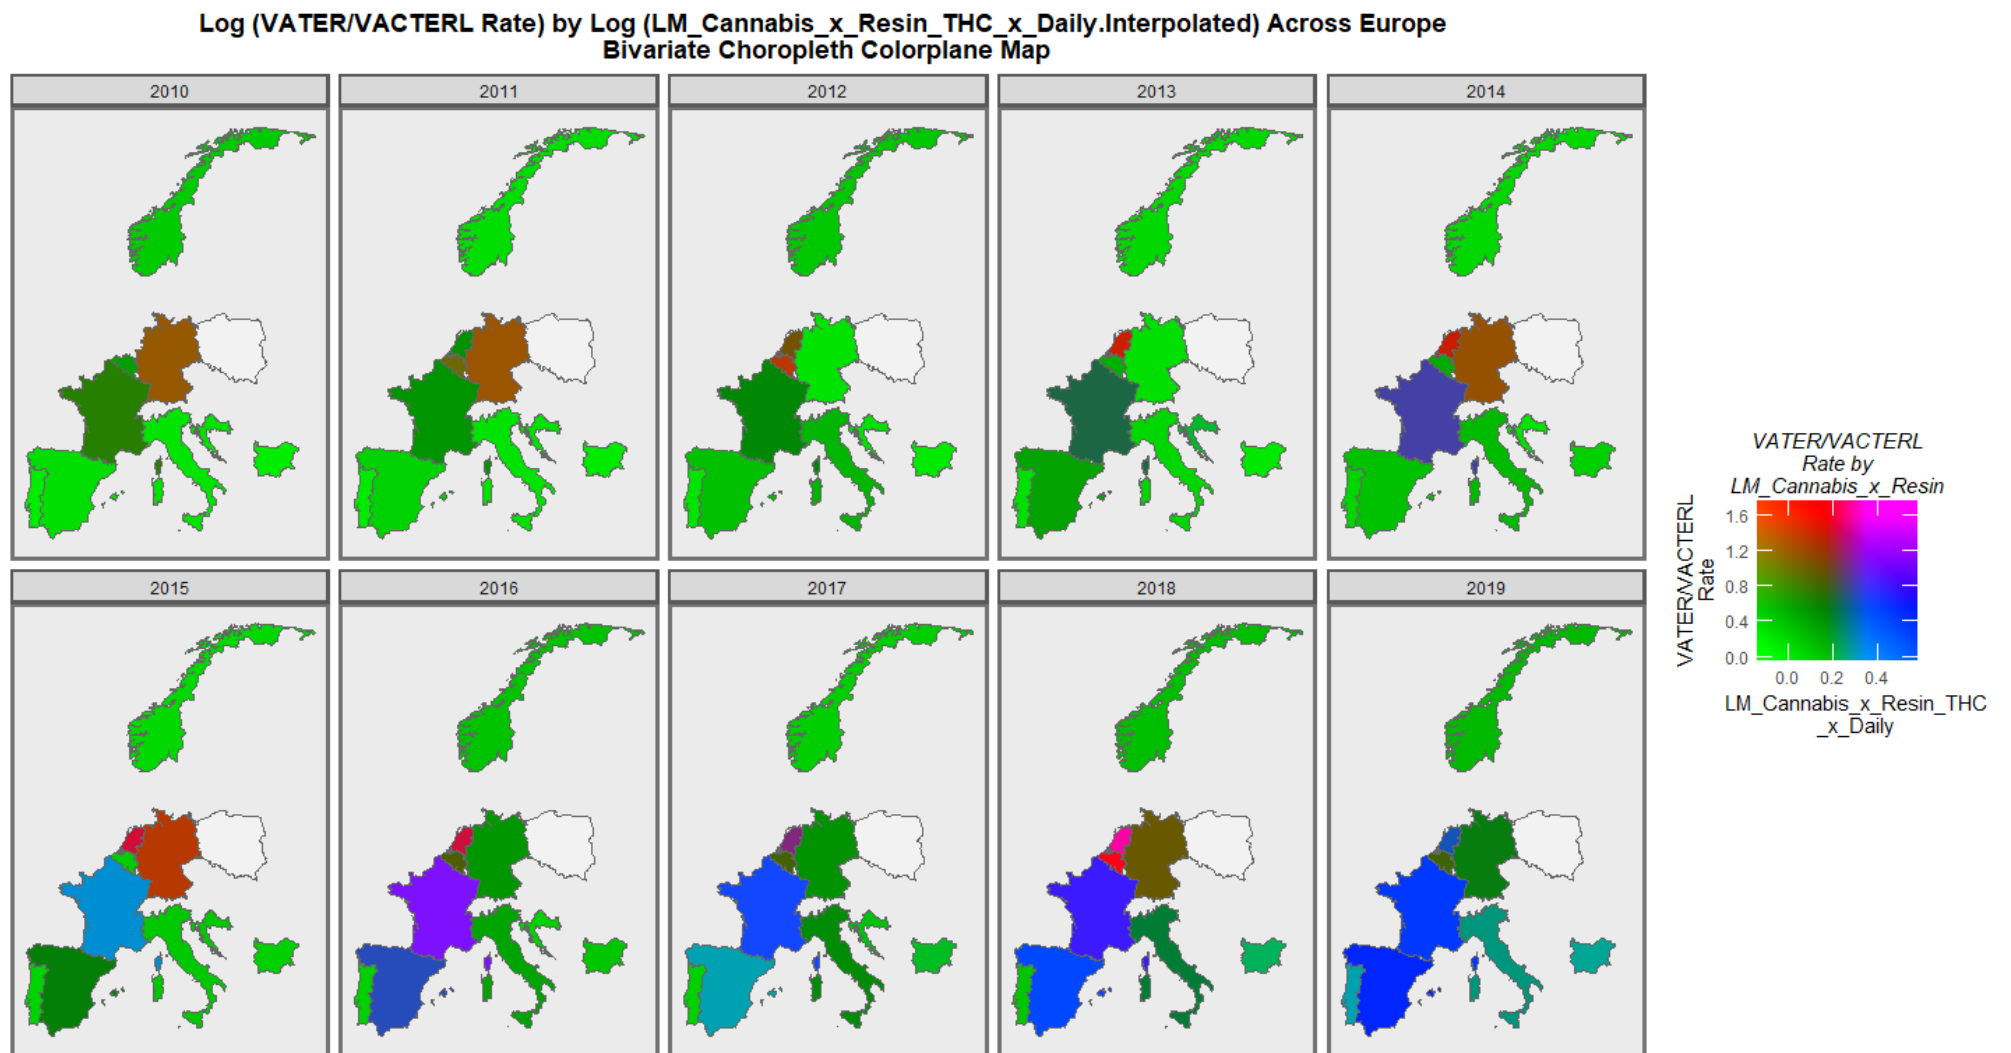 Log (VATER/VACTERL Rate) by Log (LM_Cannabis_x_Resin_THC_x_Daily.Interpolated) Across Europe
Bivariate Choropleth Colorplane Map
2010
2011
2012
2013
2014
2015
2016
2017
2018
2019
VATER/VACTERL
Rate by
LM_Cannabis_x_Resin
VATER/VACTERL
Rate
1.6
1.2
0.8
0.4
0.0
0.0 0.2 0.4
LM_Cannabis_x_Resin_THC
_x_Daily